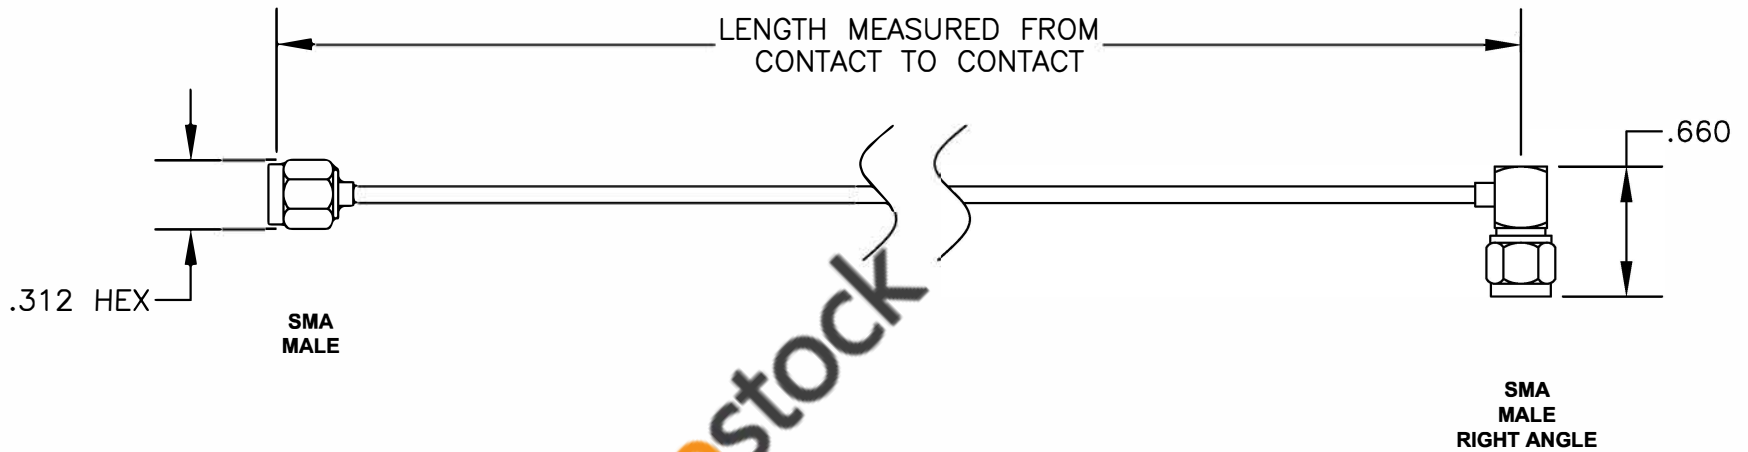 LENGTH MEASURED FROM
CONTACT TO CONTACT
.660
.312 HEX
SMA
MALE
stock
SMA
MALE
RIGHT ANGLE